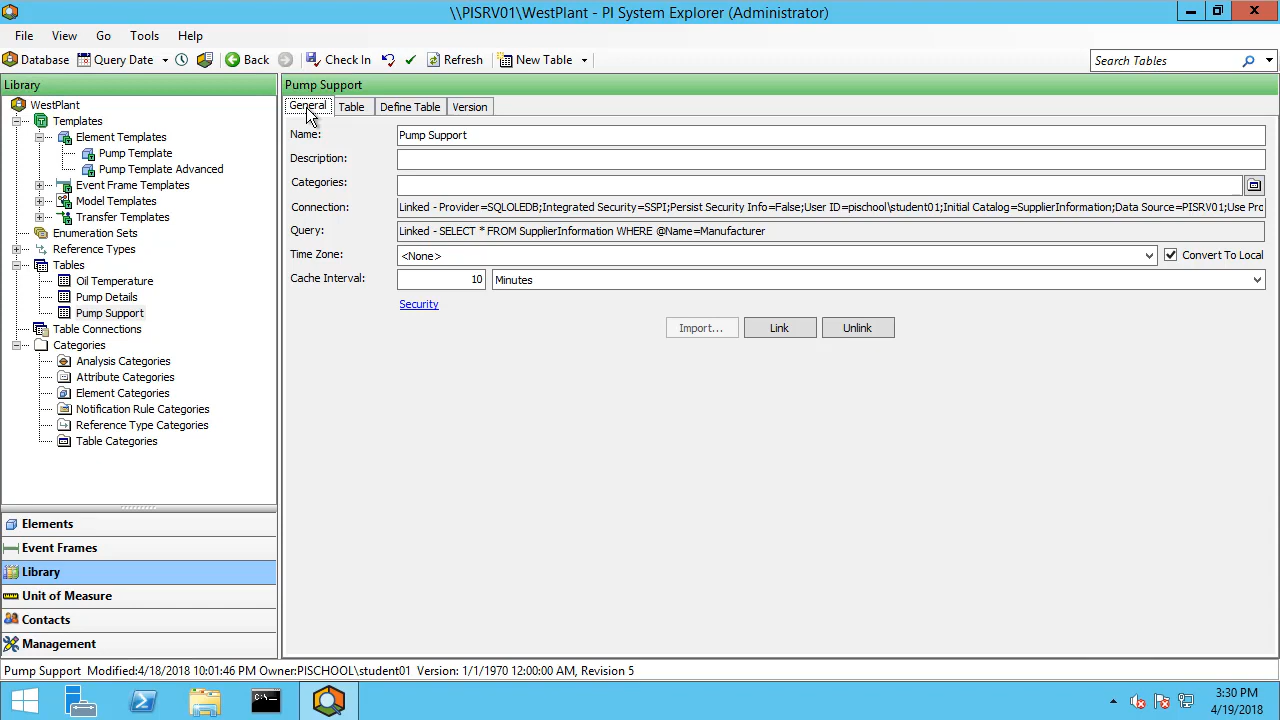 \\PISRV01\WestPlant - PI System Explorer (Administrator)
File View Go Tools Help
Database Query Date Back Check In Refresh New Table Search Tables
Library
WestPlant
Templates
Element Templates
Pump Template
Pump Template Advanced
Event Frame Templates
Model Templates
Transfer Templates
Enumeration Sets
Reference Types
Tables
Oil Temperature
Pump Details
Pump Support
Table Connections
Categories
Analysis Categories
Attribute Categories
Element Categories
Notification Rule Categories
Reference Type Categories
Table Categories
Elements
Event Frames
Library
Unit of Measure
Contacts
Management
Pump Support
General Table Define Table Version
Name: Pump Support
Description:
Categories:
Connection: Linked - Provider=SQLOLEDB;Integrated Security=SSPI;Persist Security Info=False;User ID=pischool\student01;Initial Catalog=SupplierInformation;Data Source=PISRV01;Use Pro
Query: Linked - SELECT * FROM SupplierInformation WHERE @Name=Manufacturer
Time Zone: <None> Convert To Local
Cache Interval: 10 Minutes
Security
Import... Link Unlink
Pump Support Modified:4/18/2018 10:01:46 PM Owner:PISCHOOL\student01 Version: 1/1/1970 12:00:00 AM, Revision 5
3:30 PM
4/19/2018